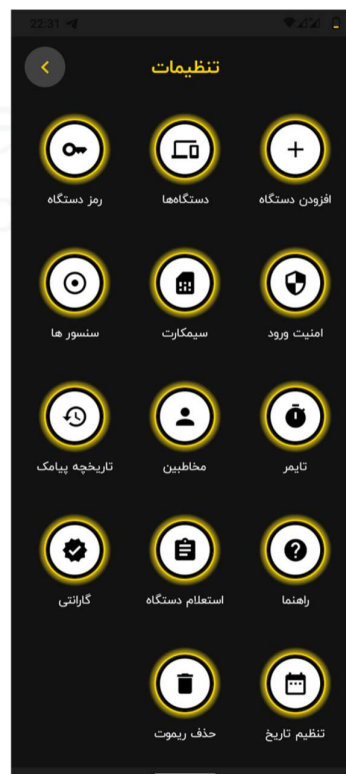 22:31
تنظیمات
افزودن دستگاه
دستگاه‌ها
رمز دستگاه
امنیت ورود
سیمکارت
سنسور ها
تایمر
مخاطبین
تاریخچه پیامک
راهنما
استعلام دستگاه
گارانتی
تنظیم تاریخ
حذف ریموت